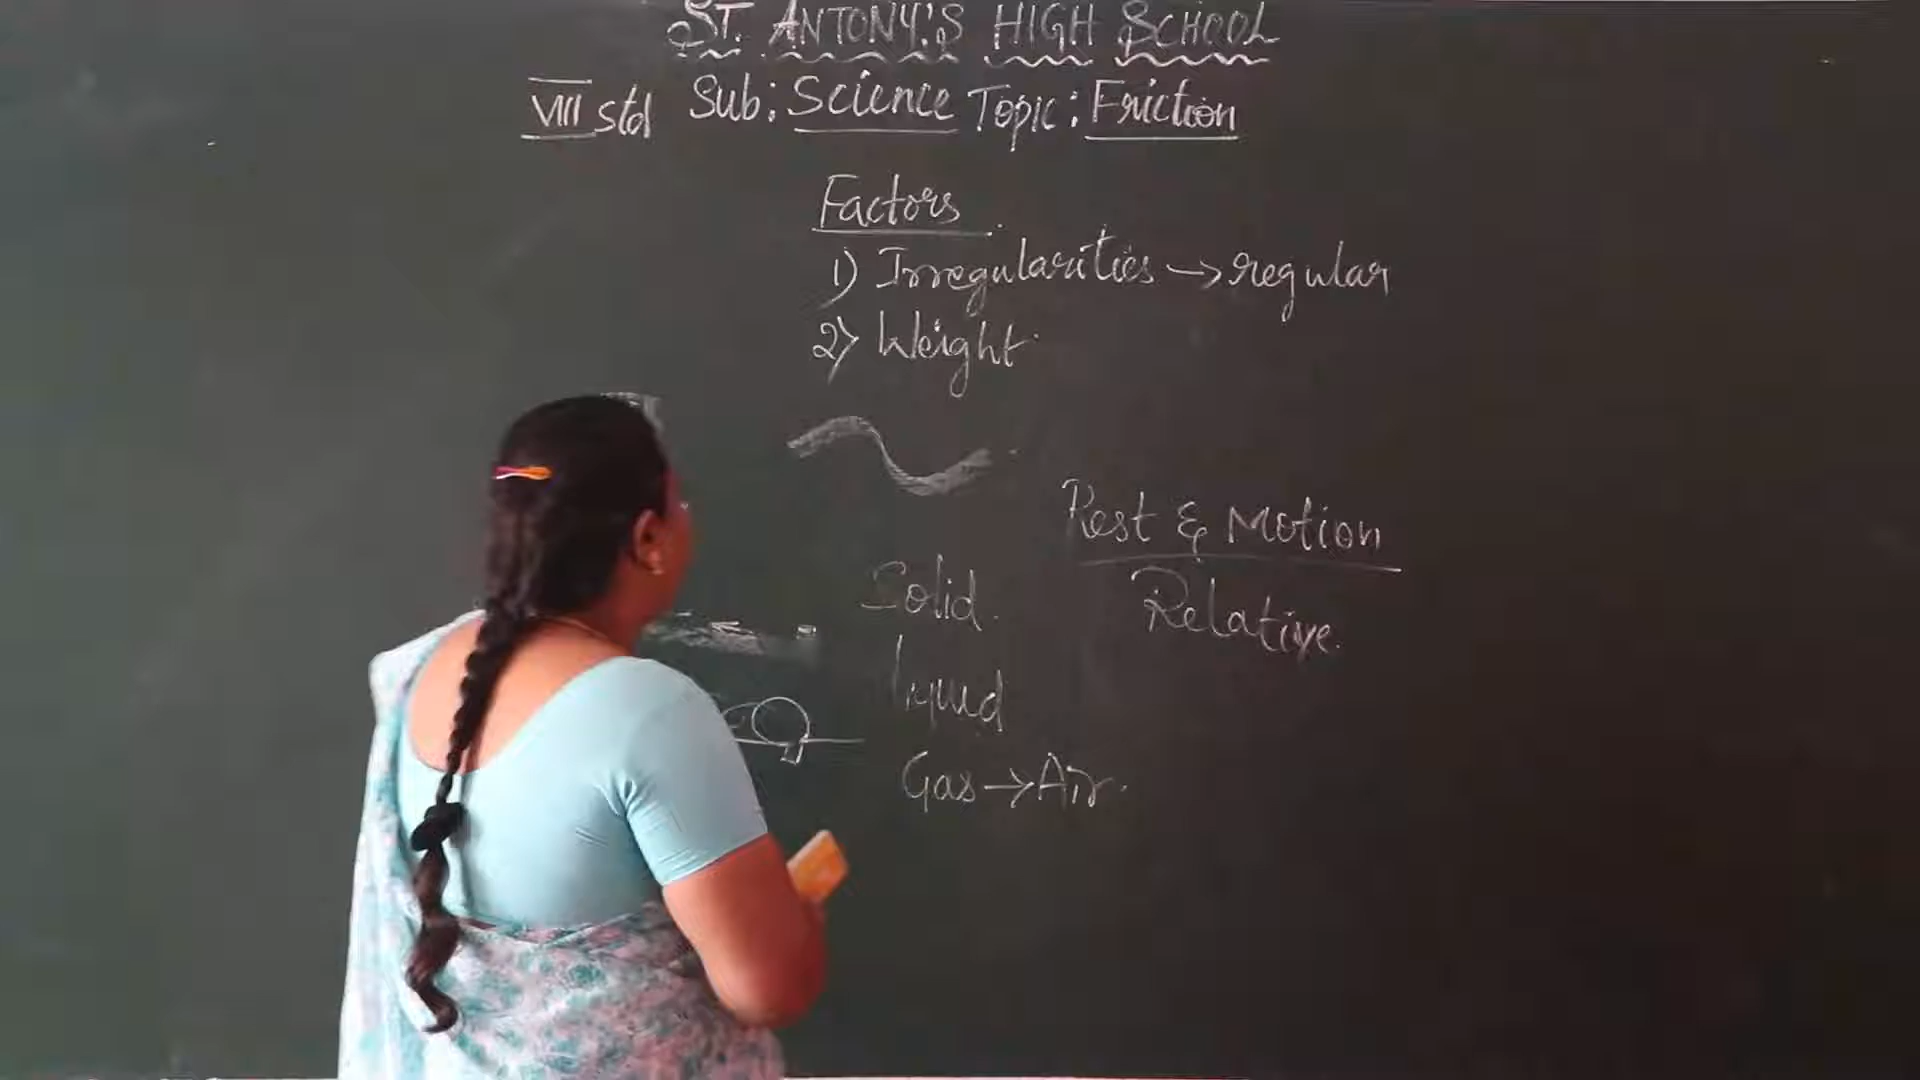 ST. ANTONY'S HIGH SCHOOL
VIII std Sub: Science Topic: Friction
Factors
1) Irregularities → regular
2) Weight
Rest & Motion
Relative.
Solid.
liquid
Gas → Air.